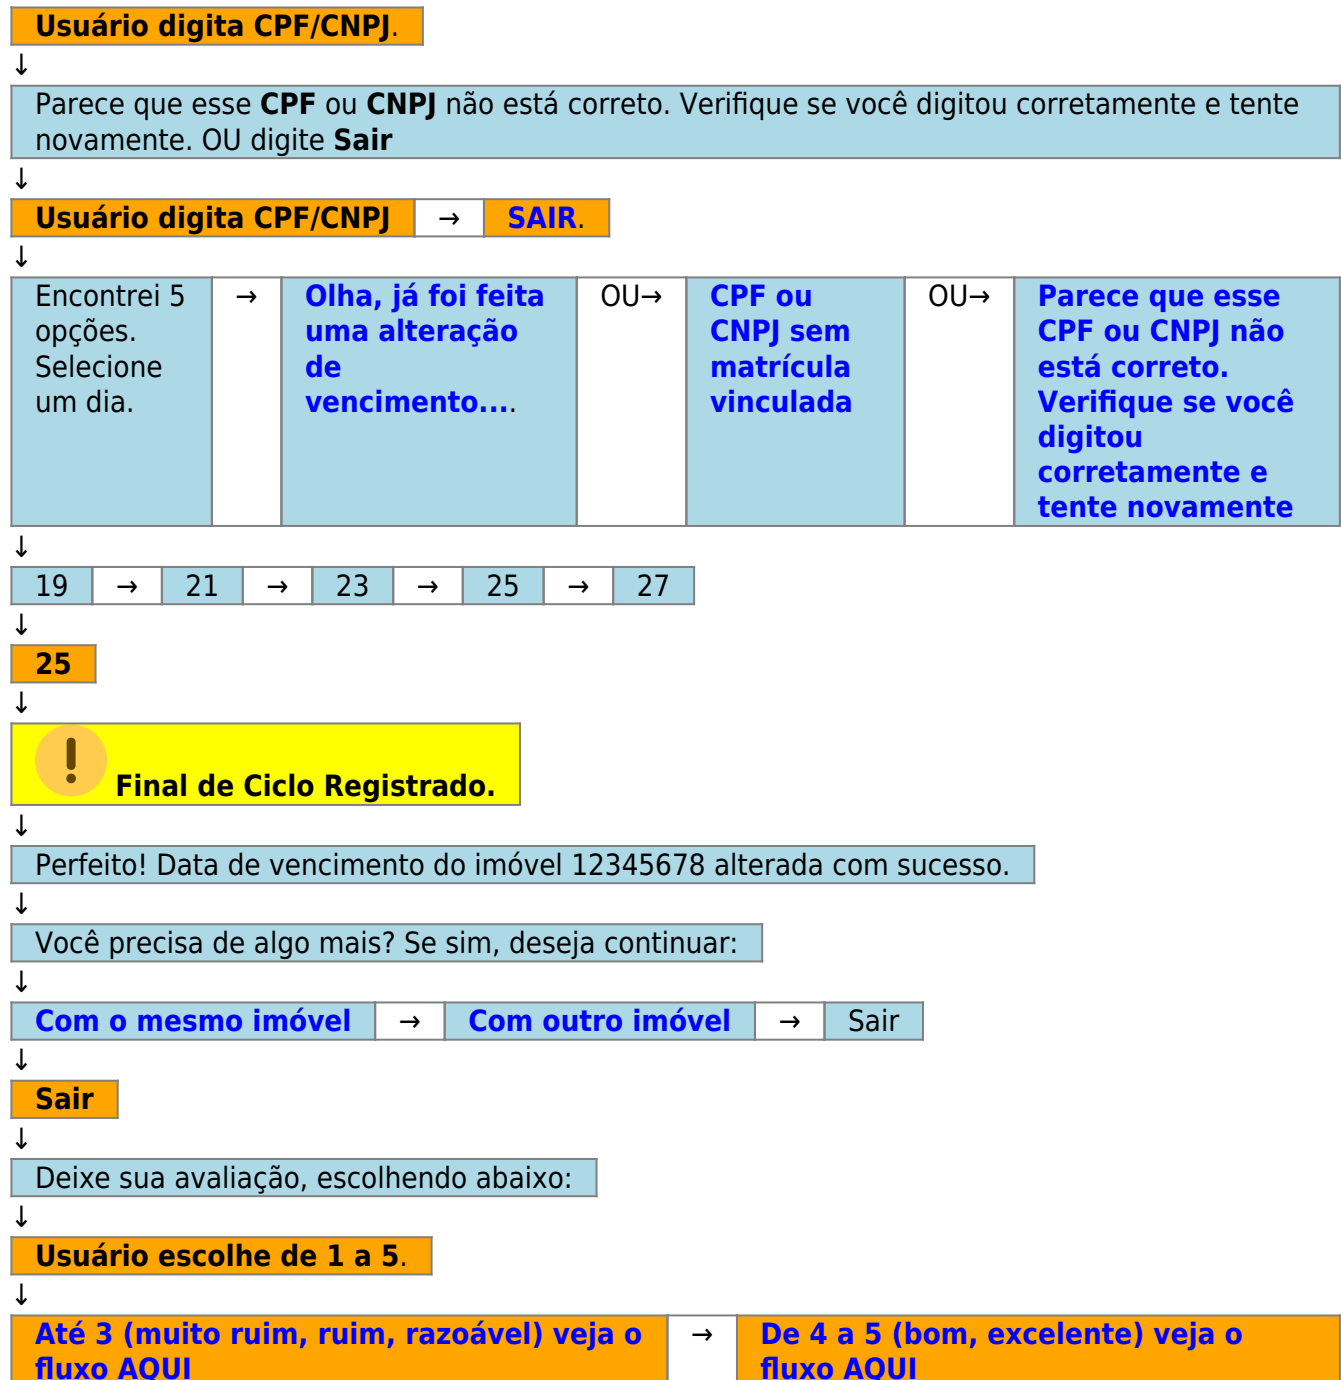 Usuário digita CPF/CNPJ.
↓
Parece que esse CPF ou CNPJ não está correto. Verifique se você digitou corretamente e tente
novamente. OU digite Sair
↓
Usuário digita CPF/CNPJ → SAIR.
↓
Encontrei 5
opções.
Selecione
um dia.
→
Olha, já foi feita
uma alteração
de
vencimento....
OU→
CPF ou
CNPJ sem
matrícula
vinculada
OU→
Parece que esse
CPF ou CNPJ não
está correto.
Verifique se você
digitou
corretamente e
tente novamente
↓
19 → 21 → 23 → 25 → 27
↓
25
↓
Final de Ciclo Registrado.
↓
Perfeito! Data de vencimento do imóvel 12345678 alterada com sucesso.
↓
Você precisa de algo mais? Se sim, deseja continuar:
↓
Com o mesmo imóvel → Com outro imóvel → Sair
↓
Sair
↓
Deixe sua avaliação, escolhendo abaixo:
↓
Usuário escolhe de 1 a 5.
↓
Até 3 (muito ruim, ruim, razoável) veja o
fluxo AQUI
→
De 4 a 5 (bom, excelente) veja o
fluxo AQUI